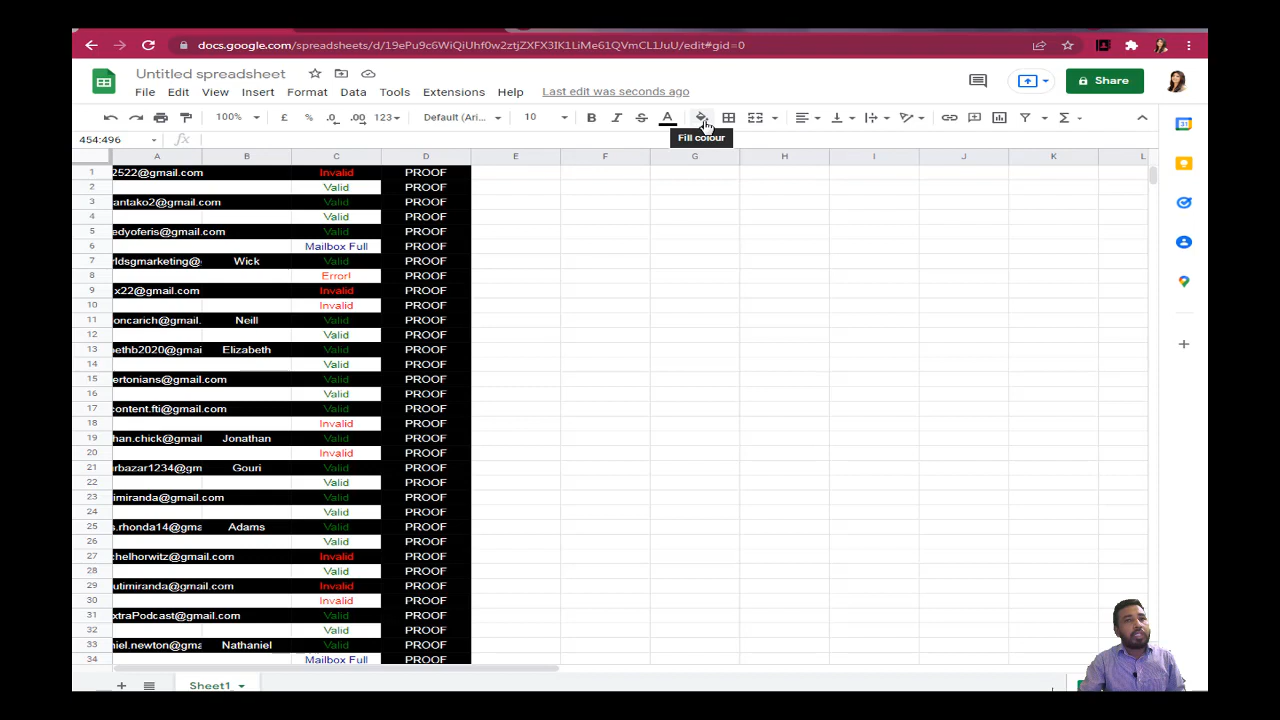 docs.google.com/spreadsheets/d/19ePu9c6WiQiUhf0w2ztjZXFX3IK1LiMe61QVmCL1JuU/edit#gid=0
Untitled spreadsheet
File Edit View Insert Format Data Tools Extensions Help Last edit was seconds ago
Share
100% £ % .0 .00 123 Default (Ari... 10 B I S A
Fill colour
454:496 fx
A B C D E F G H I J K L
1 2522@gmail.com Invalid PROOF
2 Valid PROOF
3 antako2@gmail.com Valid PROOF
4 Valid PROOF
5 edyoferis@gmail.com Valid PROOF
6 Mailbox Full PROOF
7 rldsgmarketing@ Wick Valid PROOF
8 Error! PROOF
9 x22@gmail.com Invalid PROOF
10 Invalid PROOF
11 oncarich@gmail. Neill Valid PROOF
12 Valid PROOF
13 nethb2020@gmai Elizabeth Valid PROOF
14 Valid PROOF
15 ertonians@gmail.com Valid PROOF
16 Valid PROOF
17 content.fti@gmail.com Valid PROOF
18 Invalid PROOF
19 than.chick@gmail Jonathan Valid PROOF
20 Invalid PROOF
21 rbazar1234@gm Gouri Valid PROOF
22 Valid PROOF
23 imiranda@gmail.com Valid PROOF
24 Valid PROOF
25 s.rhonda14@gma Adams Valid PROOF
26 Valid PROOF
27 chelhorwitz@gmail.com Invalid PROOF
28 Valid PROOF
29 utimiranda@gmail.com Invalid PROOF
30 Invalid PROOF
31 xtraPodcast@gmail.com Valid PROOF
32 Valid PROOF
33 niel.newton@gma Nathaniel Valid PROOF
34 Mailbox Full PROOF
Sheet1